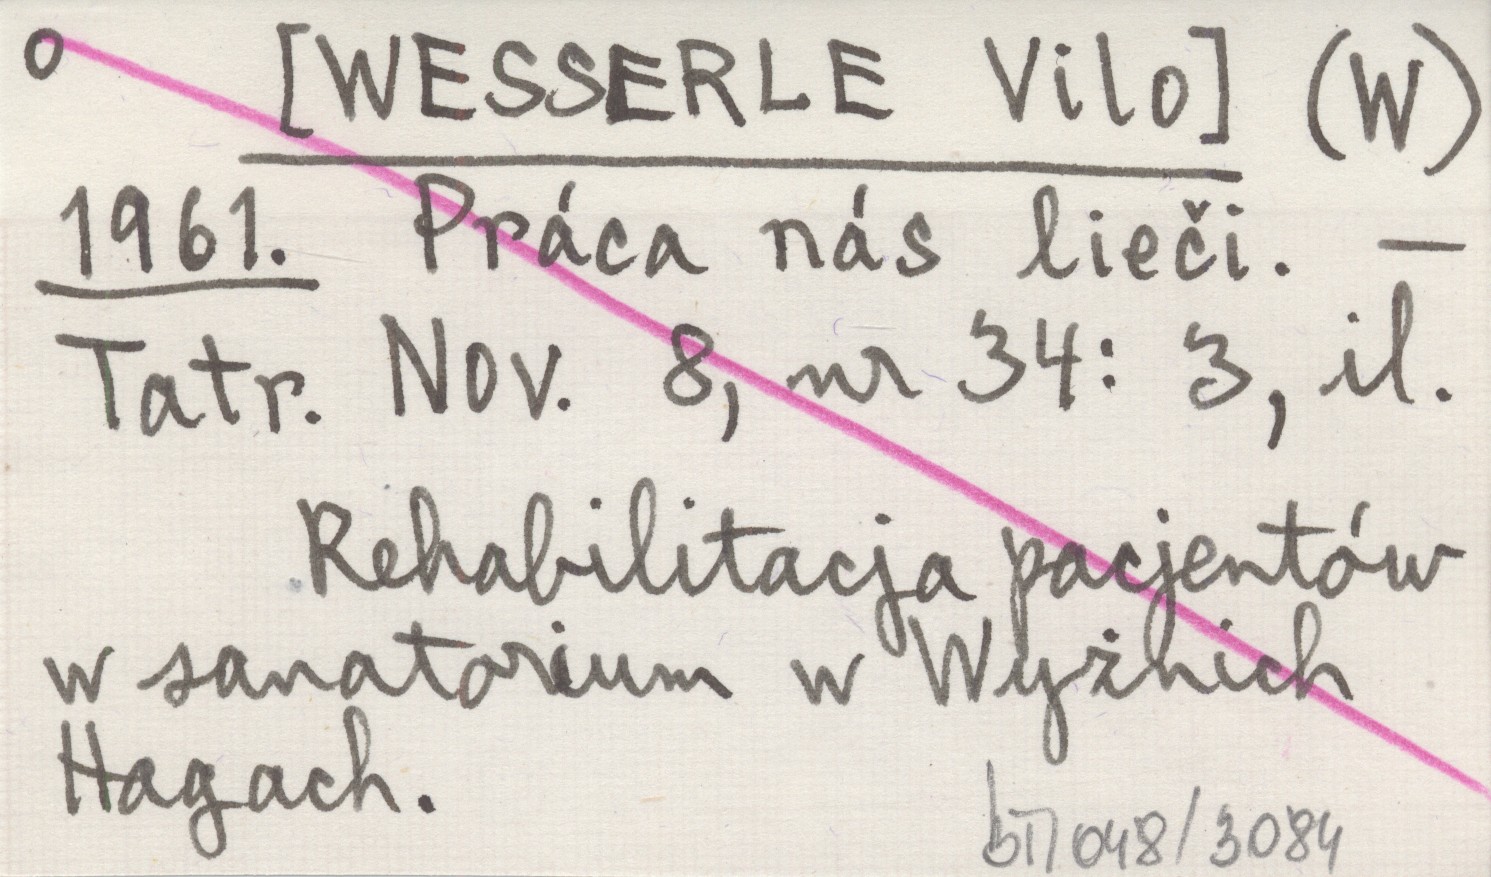 o [WESSERLE Vilo] (W)
1961. Práca nás lieči. —
Tatr. Nov. 8, nr 34: 3, il.
Rehabilitacja pacjentów
w sanatorium w Wyżnich
Hagach.
048/3084